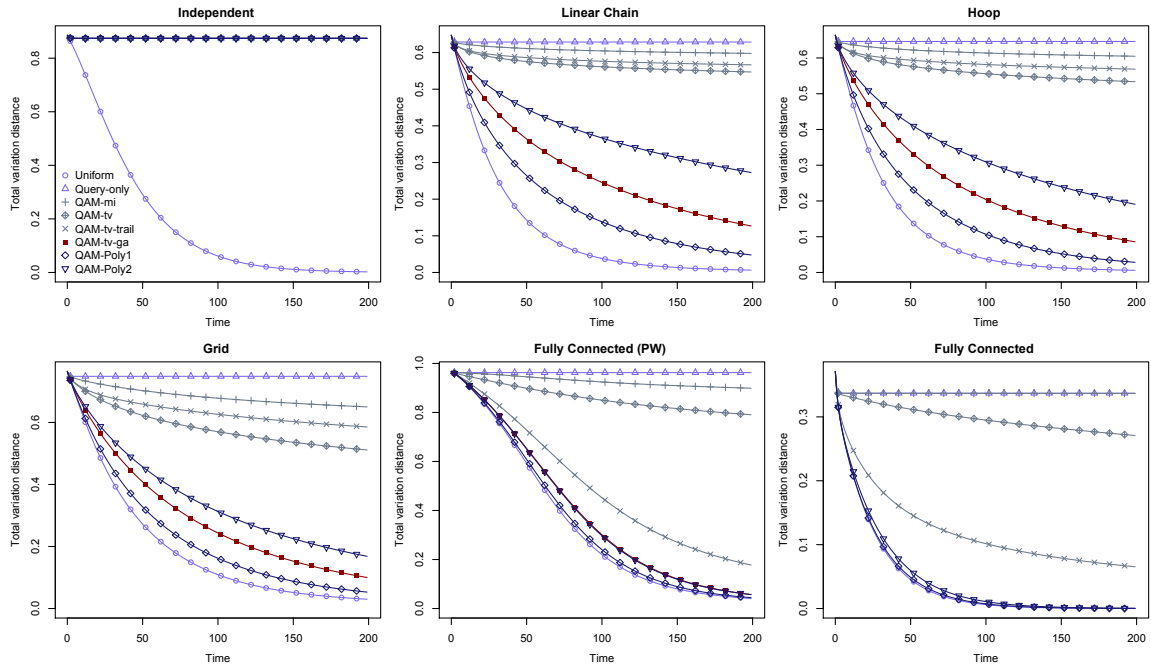 Independent
Total variation distance
0.0
0.2
0.4
0.6
0.8
0
50
100
150
200
Time
Uniform
Query-only
QAM-mi
QAM-tv
QAM-tv-trail
QAM-tv-ga
QAM-Poly1
QAM-Poly2
Linear Chain
Total variation distance
0.0
0.1
0.2
0.3
0.4
0.5
0.6
0
50
100
150
200
Time
Hoop
Total variation distance
0.0
0.1
0.2
0.3
0.4
0.5
0.6
0
50
100
150
200
Time
Grid
Total variation distance
0.0
0.2
0.4
0.6
0
50
100
150
200
Time
Fully Connected (PW)
Total variation distance
0.0
0.2
0.4
0.6
0.8
1.0
0
50
100
150
200
Time
Fully Connected
Total variation distance
0.0
0.1
0.2
0.3
0
50
100
150
200
Time